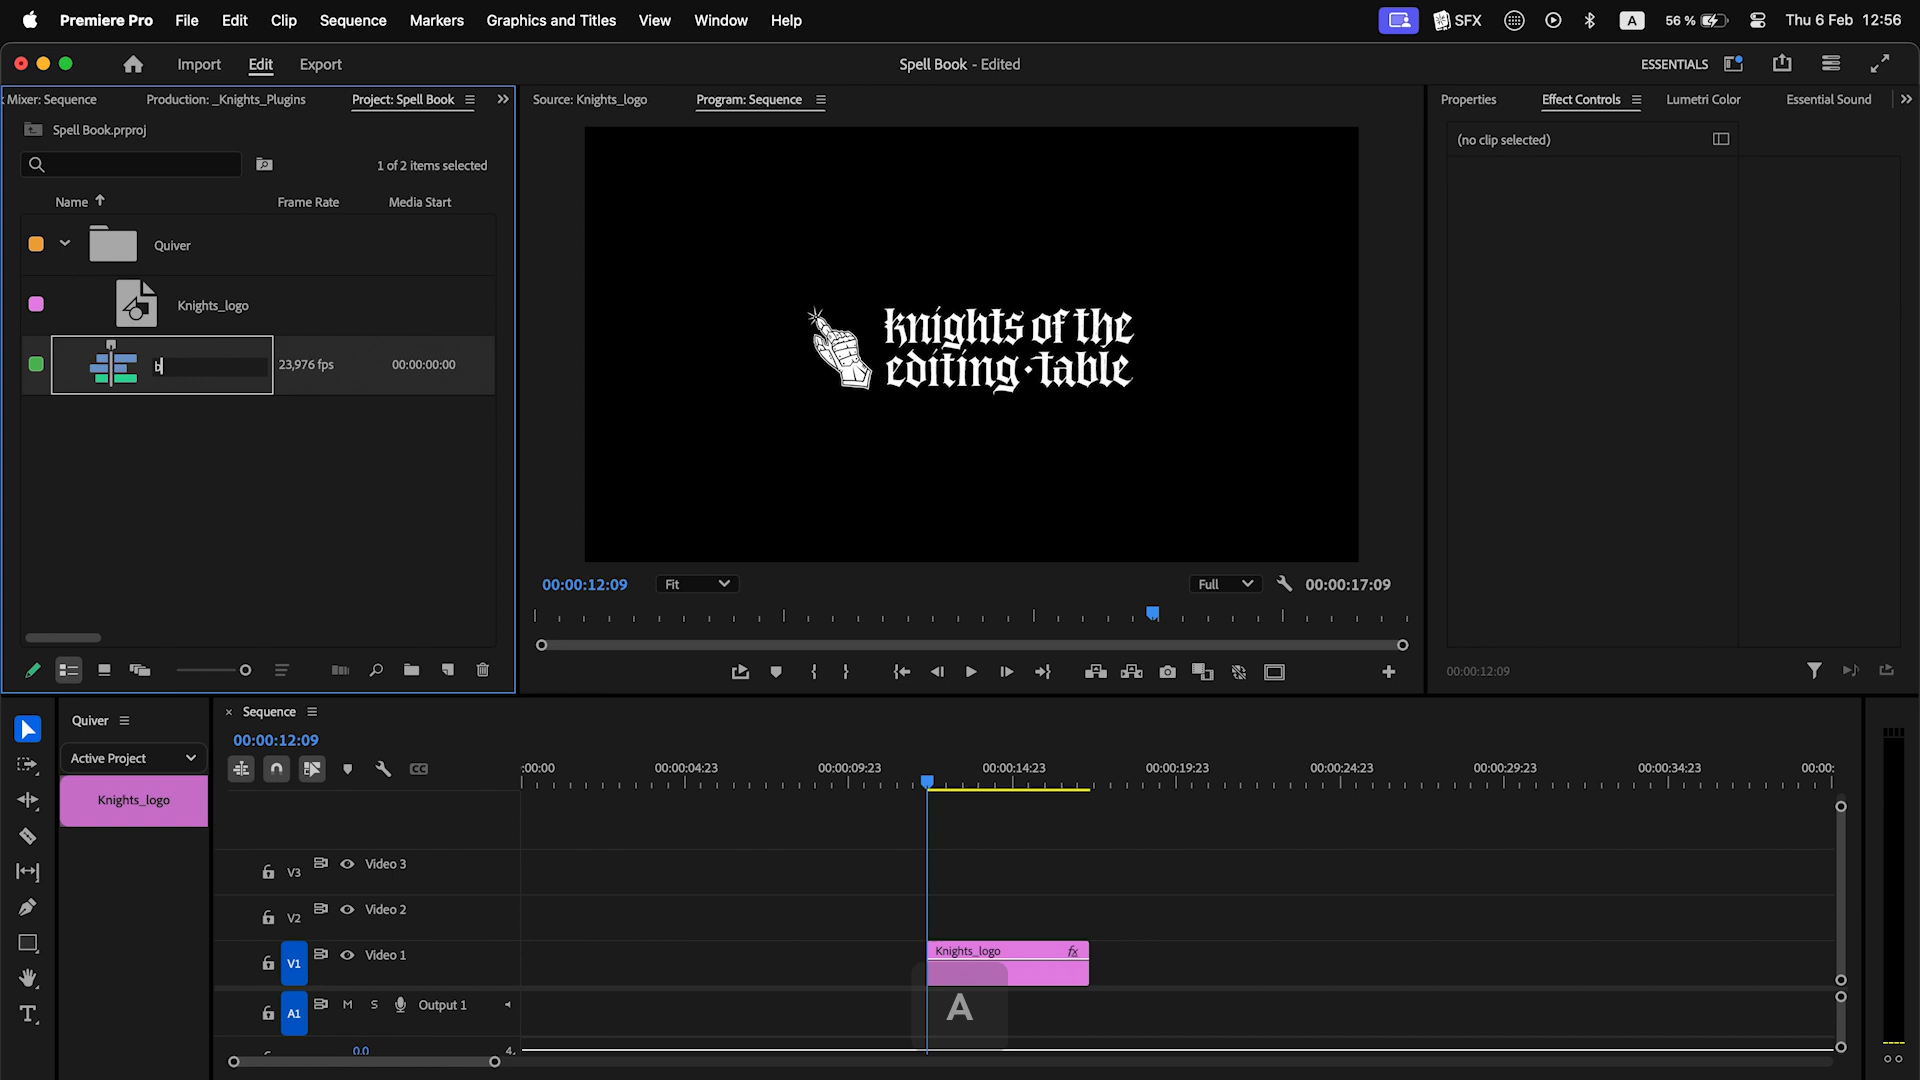 Premiere Pro File Edit Clip Sequence Markers Graphics and Titles View Window Help SFX A 56 % Thu 6 Feb 12:56
Import Edit Export Spell Book - Edited ESSENTIALS
Mixer: Sequence Production: _Knights_Plugins Project: Spell Book Source: Knights_logo Program: Sequence Properties Effect Controls Lumetri Color Essential Sound
Spell Book.prproj
(no clip selected)
1 of 2 items selected
Name Frame Rate Media Start
Quiver
Knights_logo
b 23,976 fps 00:00:00:00
knights of the
editing·table
00:00:12:09 Fit Full 00:00:17:09
00:00:12:09
Quiver
Sequence
00:00:12:09
Active Project
:00:00 00:00:04:23 00:00:09:23 00:00:14:23 00:00:19:23 00:00:24:23 00:00:29:23 00:00:34:23 00:00:
CC
Knights_logo
V3 Video 3
V2 Video 2
V1 Video 1
Knights_logo fx
A1 M S Output 1
A
0.0
4.